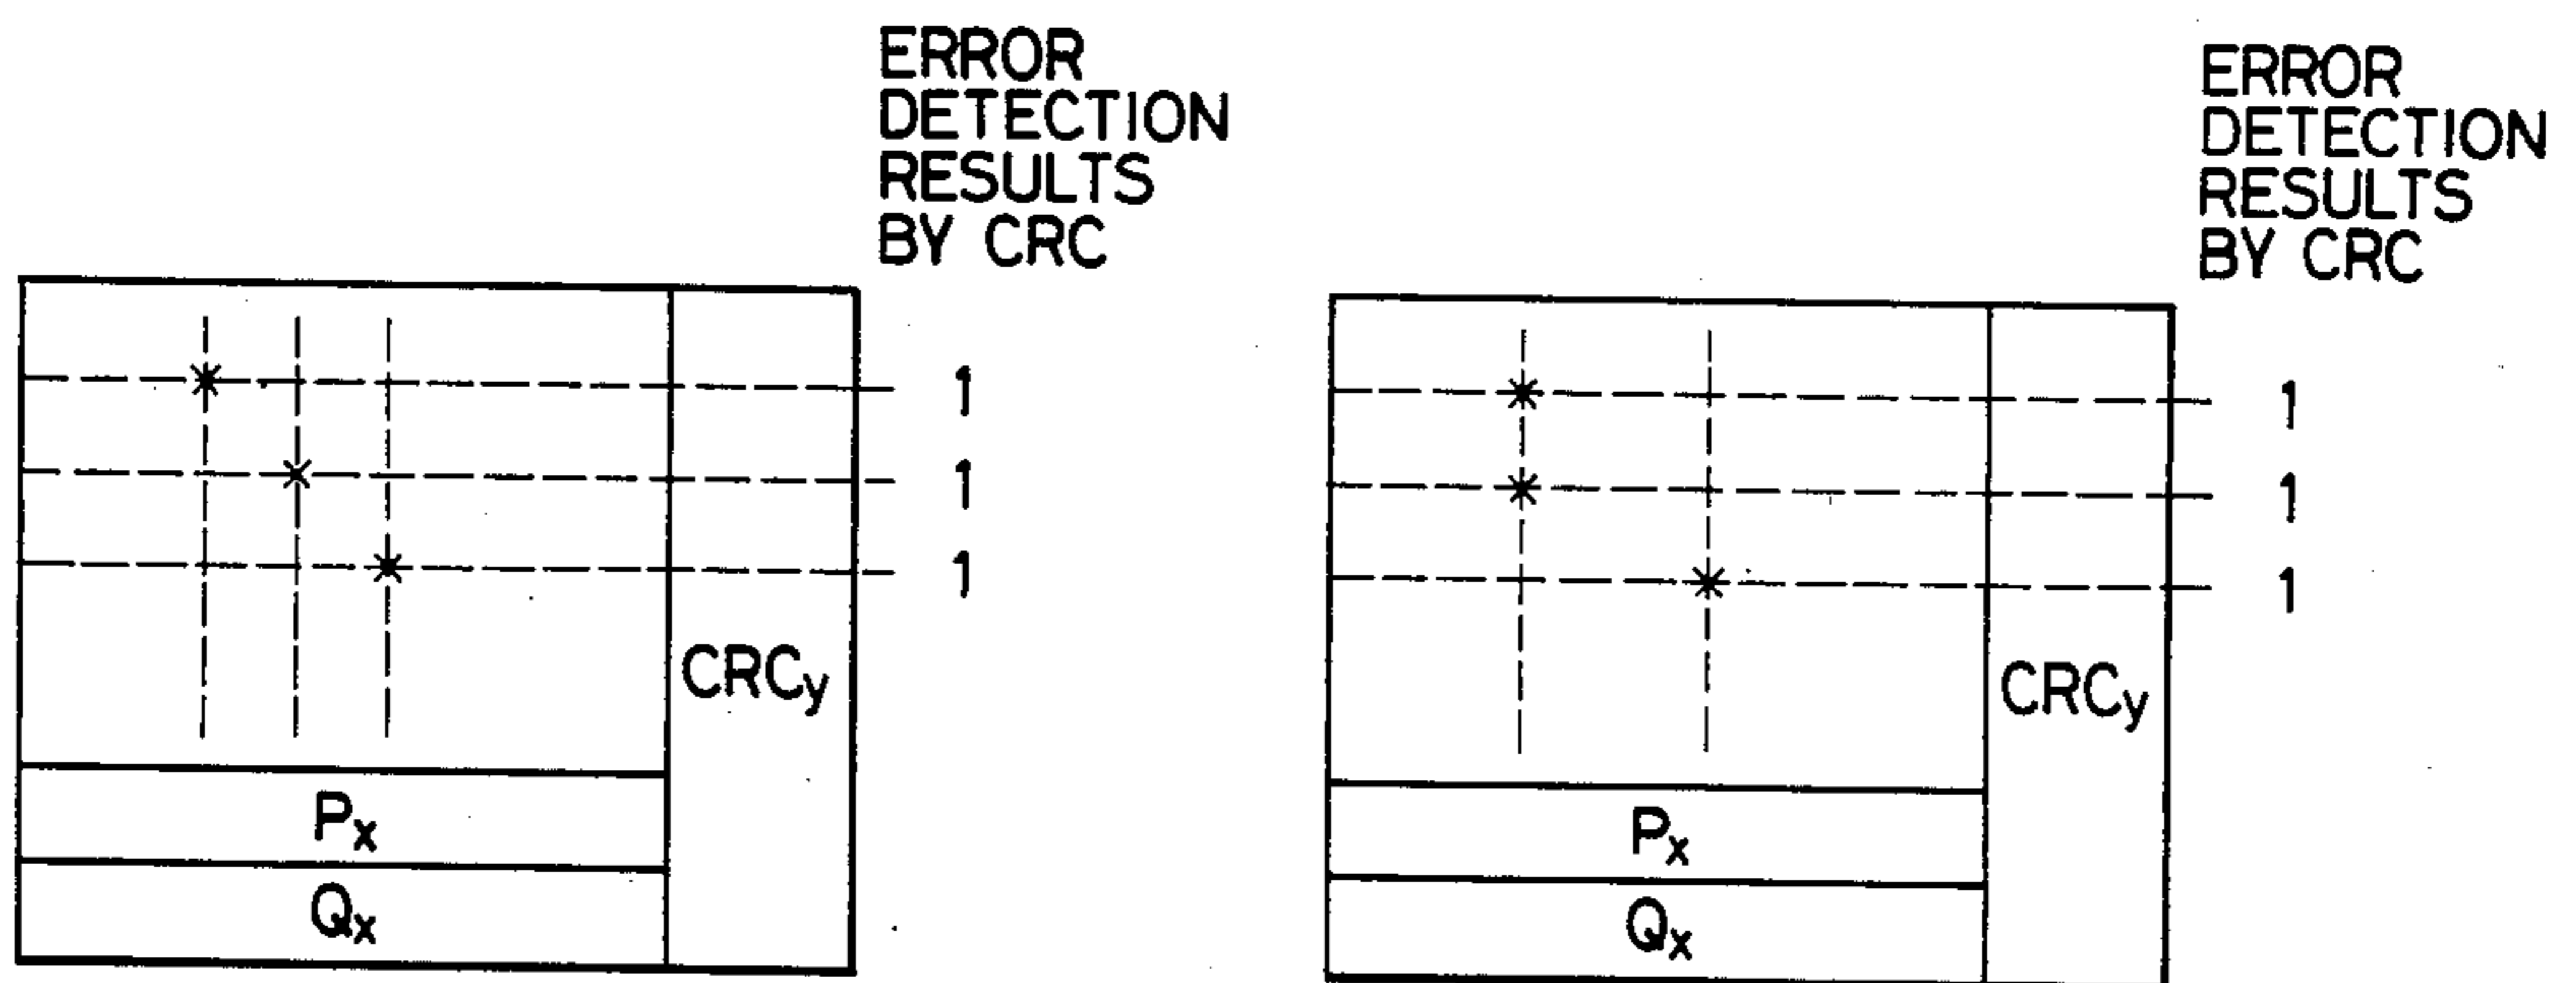 ERROR
DETECTION
RESULTS
BY CRC
1
1
1
CRCy
Px
Qx
ERROR
DETECTION
RESULTS
BY CRC
1
1
1
CRCy
Px
Qx